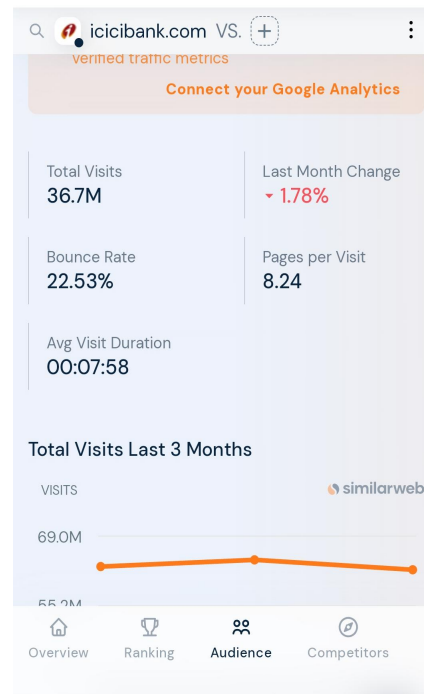 icicibank.com VS. +
verified traffic metrics
Connect your Google Analytics
Total Visits
36.7M
Last Month Change
1.78%
Bounce Rate
22.53%
Pages per Visit
8.24
Avg Visit Duration
00:07:58
Total Visits Last 3 Months
VISITS
similarweb
69.0M
55.2M
Overview
Ranking
Audience
Competitors